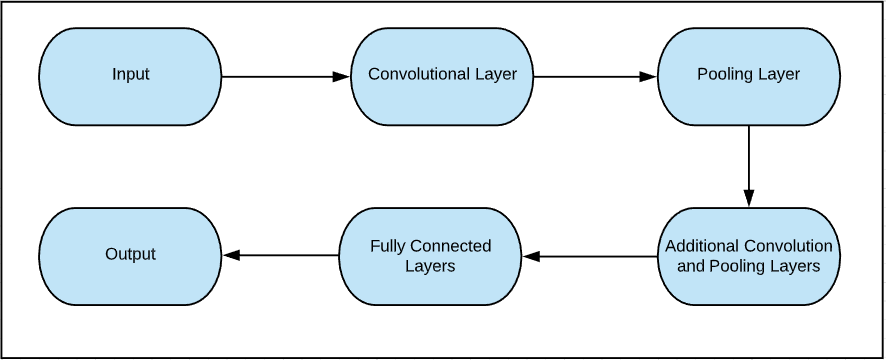 Input
Convolutional Layer
Pooling Layer
Additional Convolution
and Pooling Layers
Fully Connected
Layers
Output